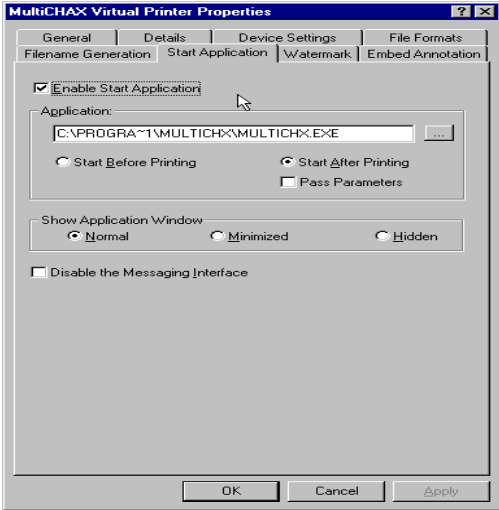 MultiCHAX Virtual Printer Properties
General Details Device Settings File Formats
Filename Generation Start Application Watermark Embed Annotation
Enable Start Application
Application:
C:\PROGRA~1\MULTICHX\MULTICHX.EXE ...
Start Before Printing Start After Printing
Pass Parameters
Show Application Window
Normal Minimized Hidden
Disable the Messaging Interface
OK Cancel Apply